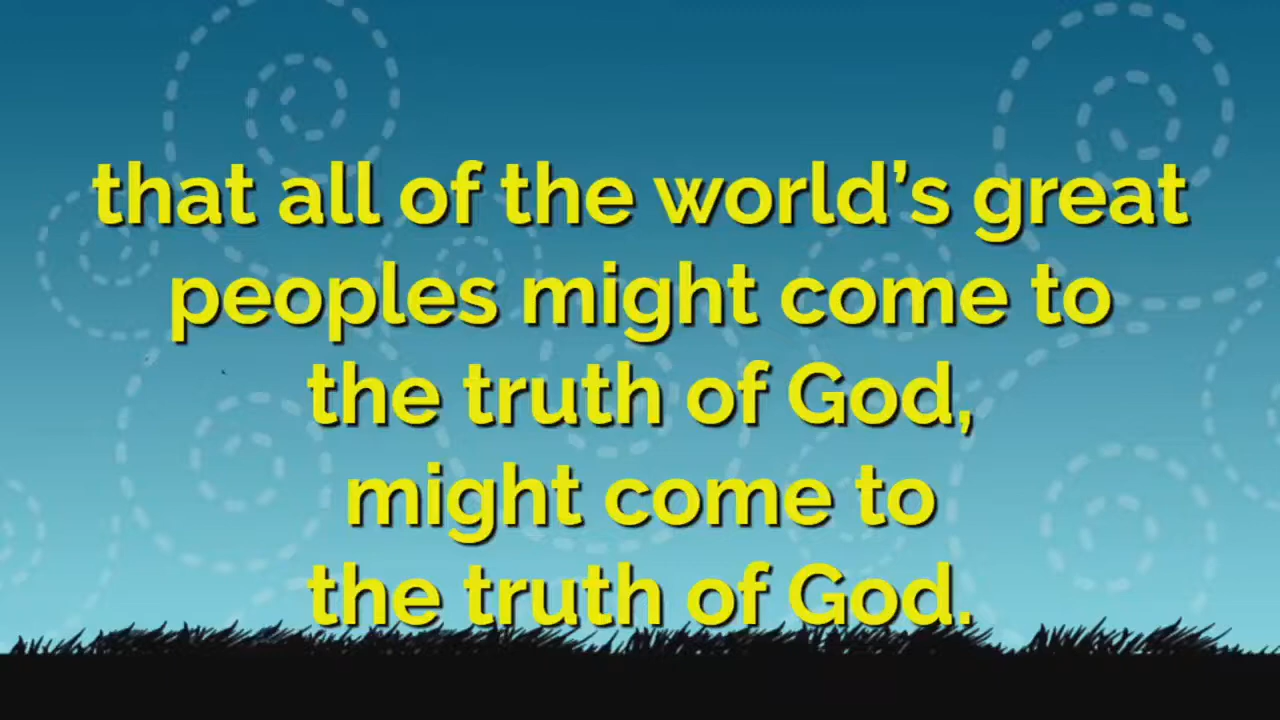 that all of the world’s great
peoples might come to
the truth of God,
might come to
the truth of God.